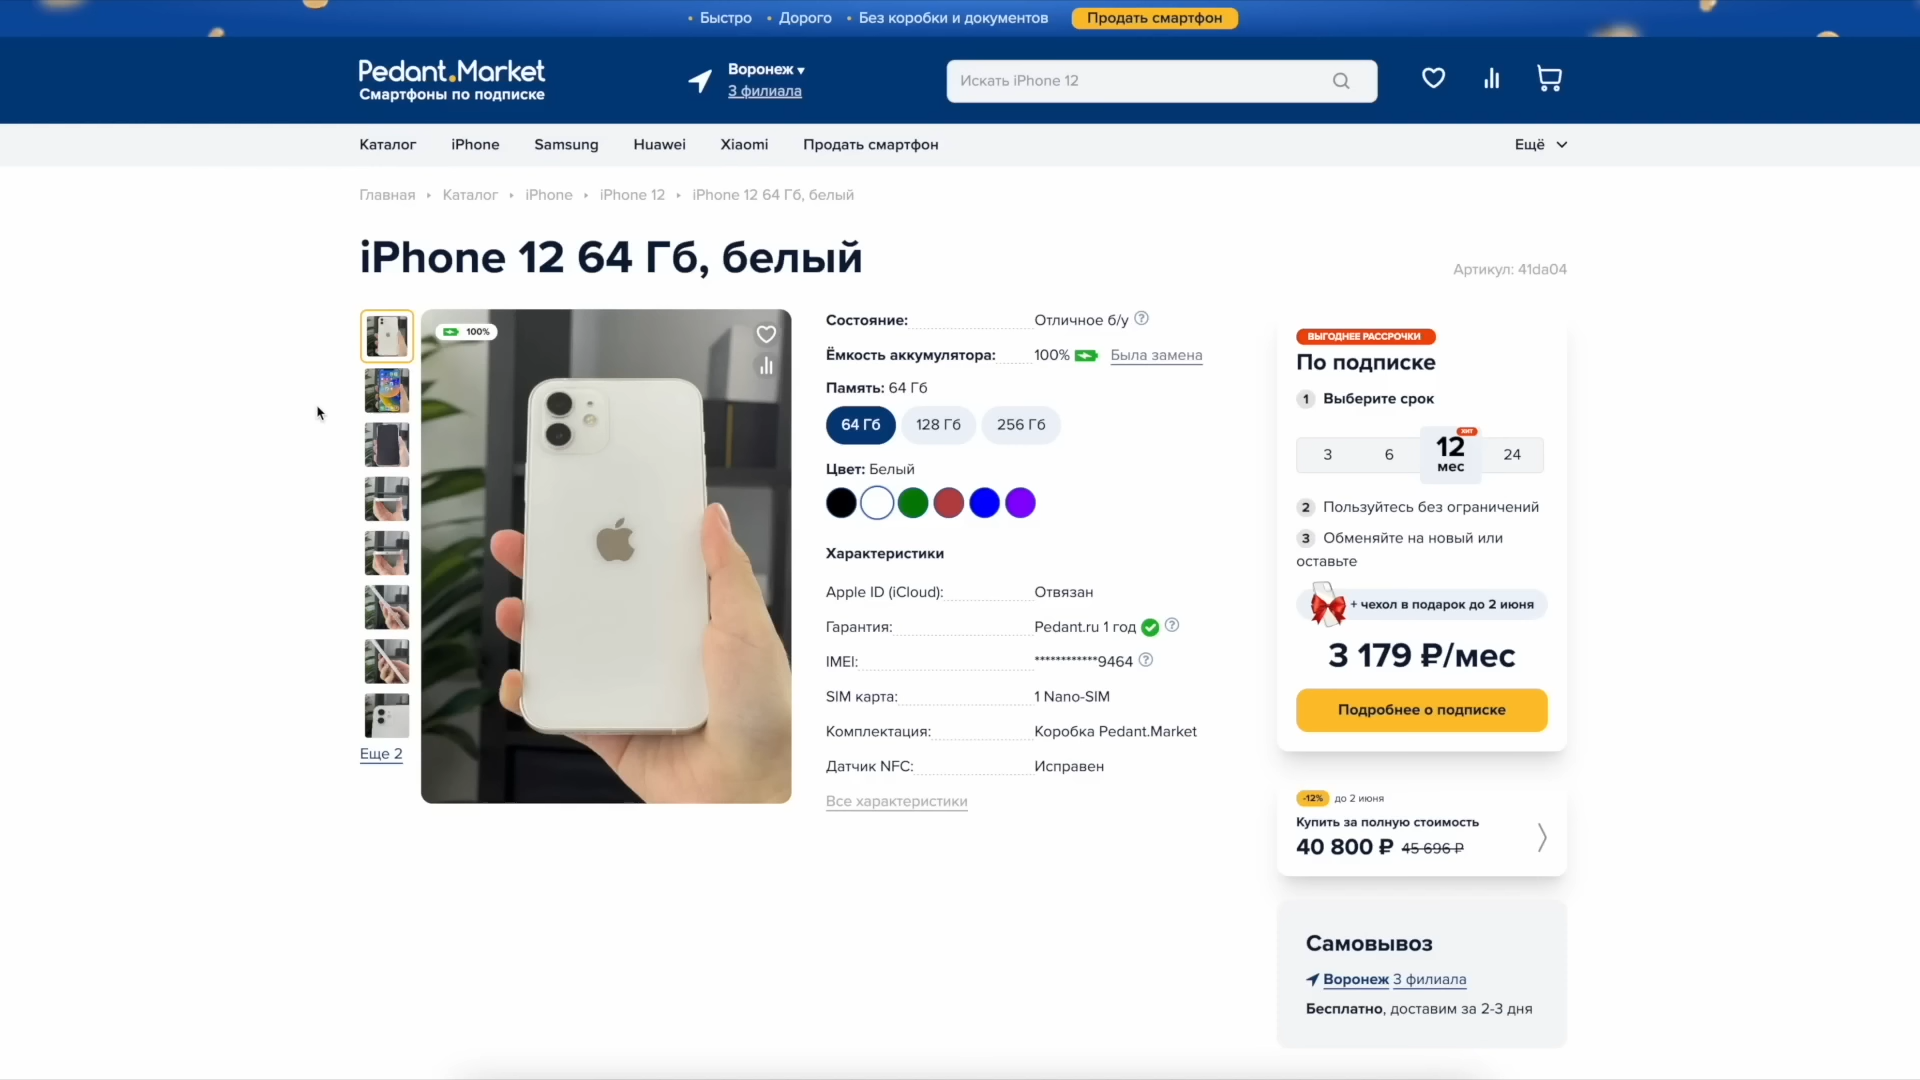 • Быстро • Дорого • Без коробки и документов Продать смартфон
Pedant.Market
Смартфоны по подписке
Воронеж ▾
3 филиала
Искать iPhone 12
Каталог iPhone Samsung Huawei Xiaomi Продать смартфон Ещё
Главная ▸ Каталог ▸ iPhone ▸ iPhone 12 ▸ iPhone 12 64 Гб, белый
iPhone 12 64 Гб, белый
Артикул: 41da04
100%
Еще 2
Состояние: Отличное б/у ?
Ёмкость аккумулятора: 100% Была замена
Память: 64 Гб
64 Гб 128 Гб 256 Гб
Цвет: Белый
Характеристики
Apple ID (iCloud): Отвязан
Гарантия: Pedant.ru 1 год ?
IMEI: ************9464 ?
SIM карта: 1 Nano-SIM
Комплектация: Коробка Pedant.Market
Датчик NFC: Исправен
Все характеристики
ВЫГОДНЕЕ РАССРОЧКИ
По подписке
1 Выберите срок
ХИТ
3 6 12 24
мес
2 Пользуйтесь без ограничений
3 Обменяйте на новый или
оставьте
+ чехол в подарок до 2 июня
3 179 ₽/мес
Подробнее о подписке
-12% до 2 июня
Купить за полную стоимость
40 800 ₽ 45 696 ₽
Самовывоз
Воронеж 3 филиала
Бесплатно, доставим за 2-3 дня